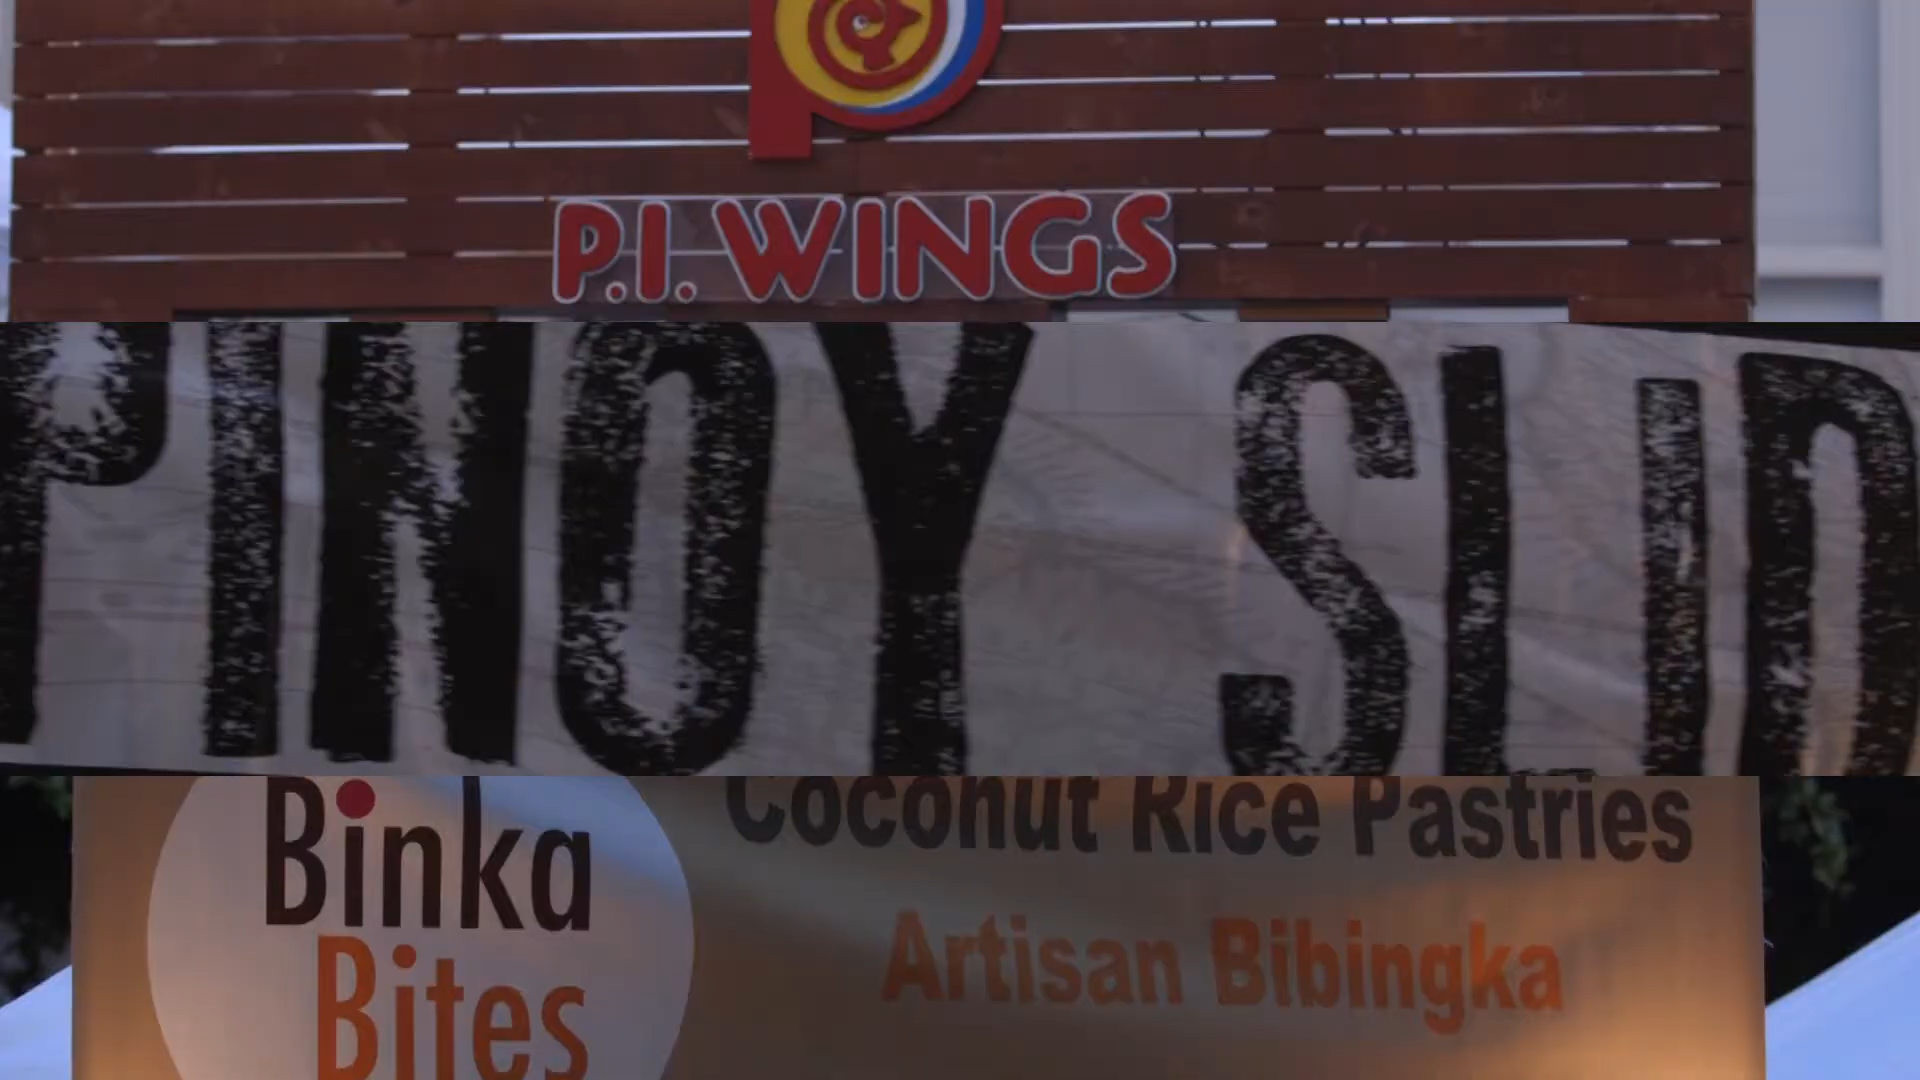 P.I. WINGS
PINOY SLID
Binka
Bites
Coconut Rice Pastries
Artisan Bibingka